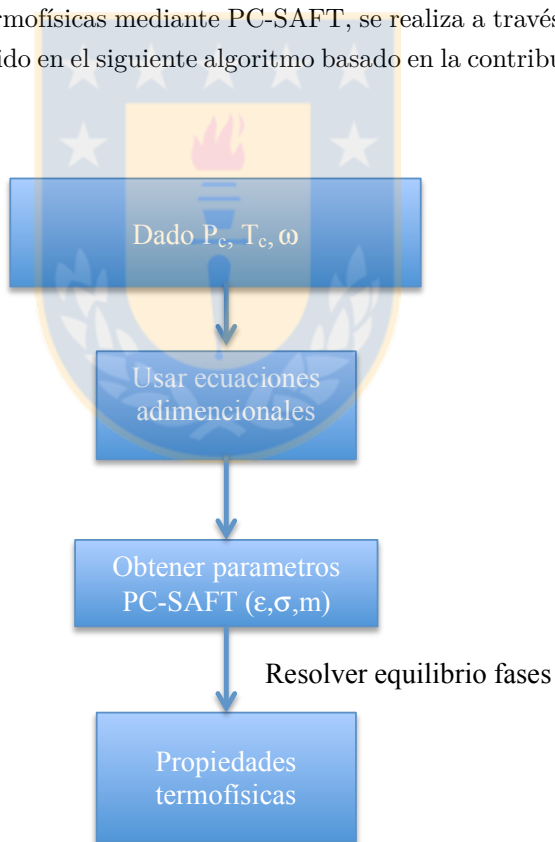 rmofísicas mediante PC-SAFT, se realiza a través
ido en el siguiente algoritmo basado en la contribu
Dado Pc, Tc, ω
Usar ecuaciones
adimencionales
Obtener parametros
PC-SAFT (ε,σ,m)
Resolver equilibrio fases
Propiedades
termofísicas